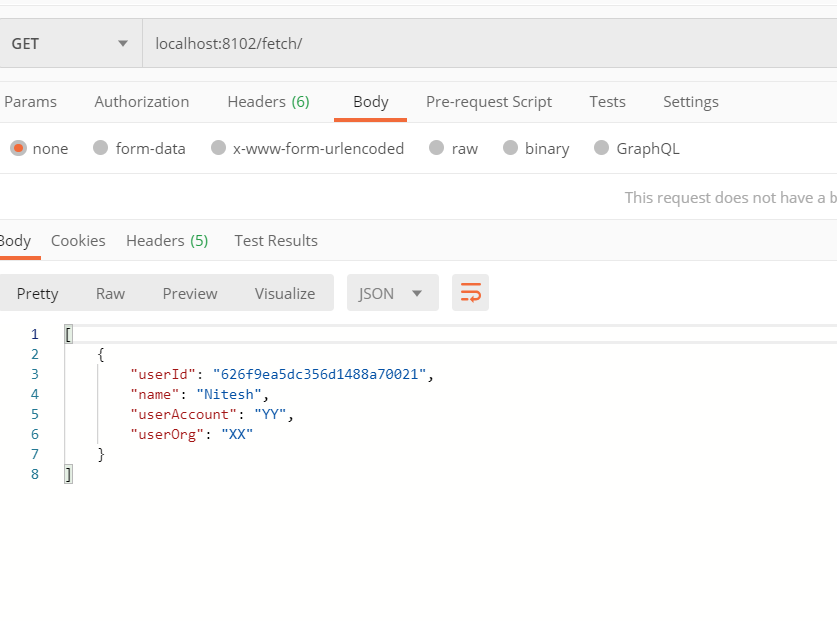 GET localhost:8102/fetch/
Params Authorization Headers (6) Body Pre-request Script Tests Settings
none form-data x-www-form-urlencoded raw binary GraphQL
This request does not have a b
Body Cookies Headers (5) Test Results
Pretty Raw Preview Visualize JSON
1 [
2 {
3 "userId": "626f9ea5dc356d1488a70021",
4 "name": "Nitesh",
5 "userAccount": "YY",
6 "userOrg": "XX"
7 }
8 ]